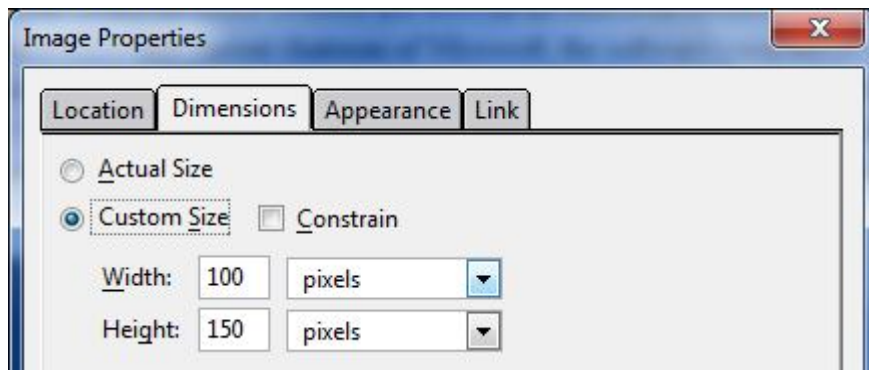 Image Properties
Location Dimensions Appearance Link
Actual Size
Custom Size Constrain
Width: 100 pixels
Height: 150 pixels